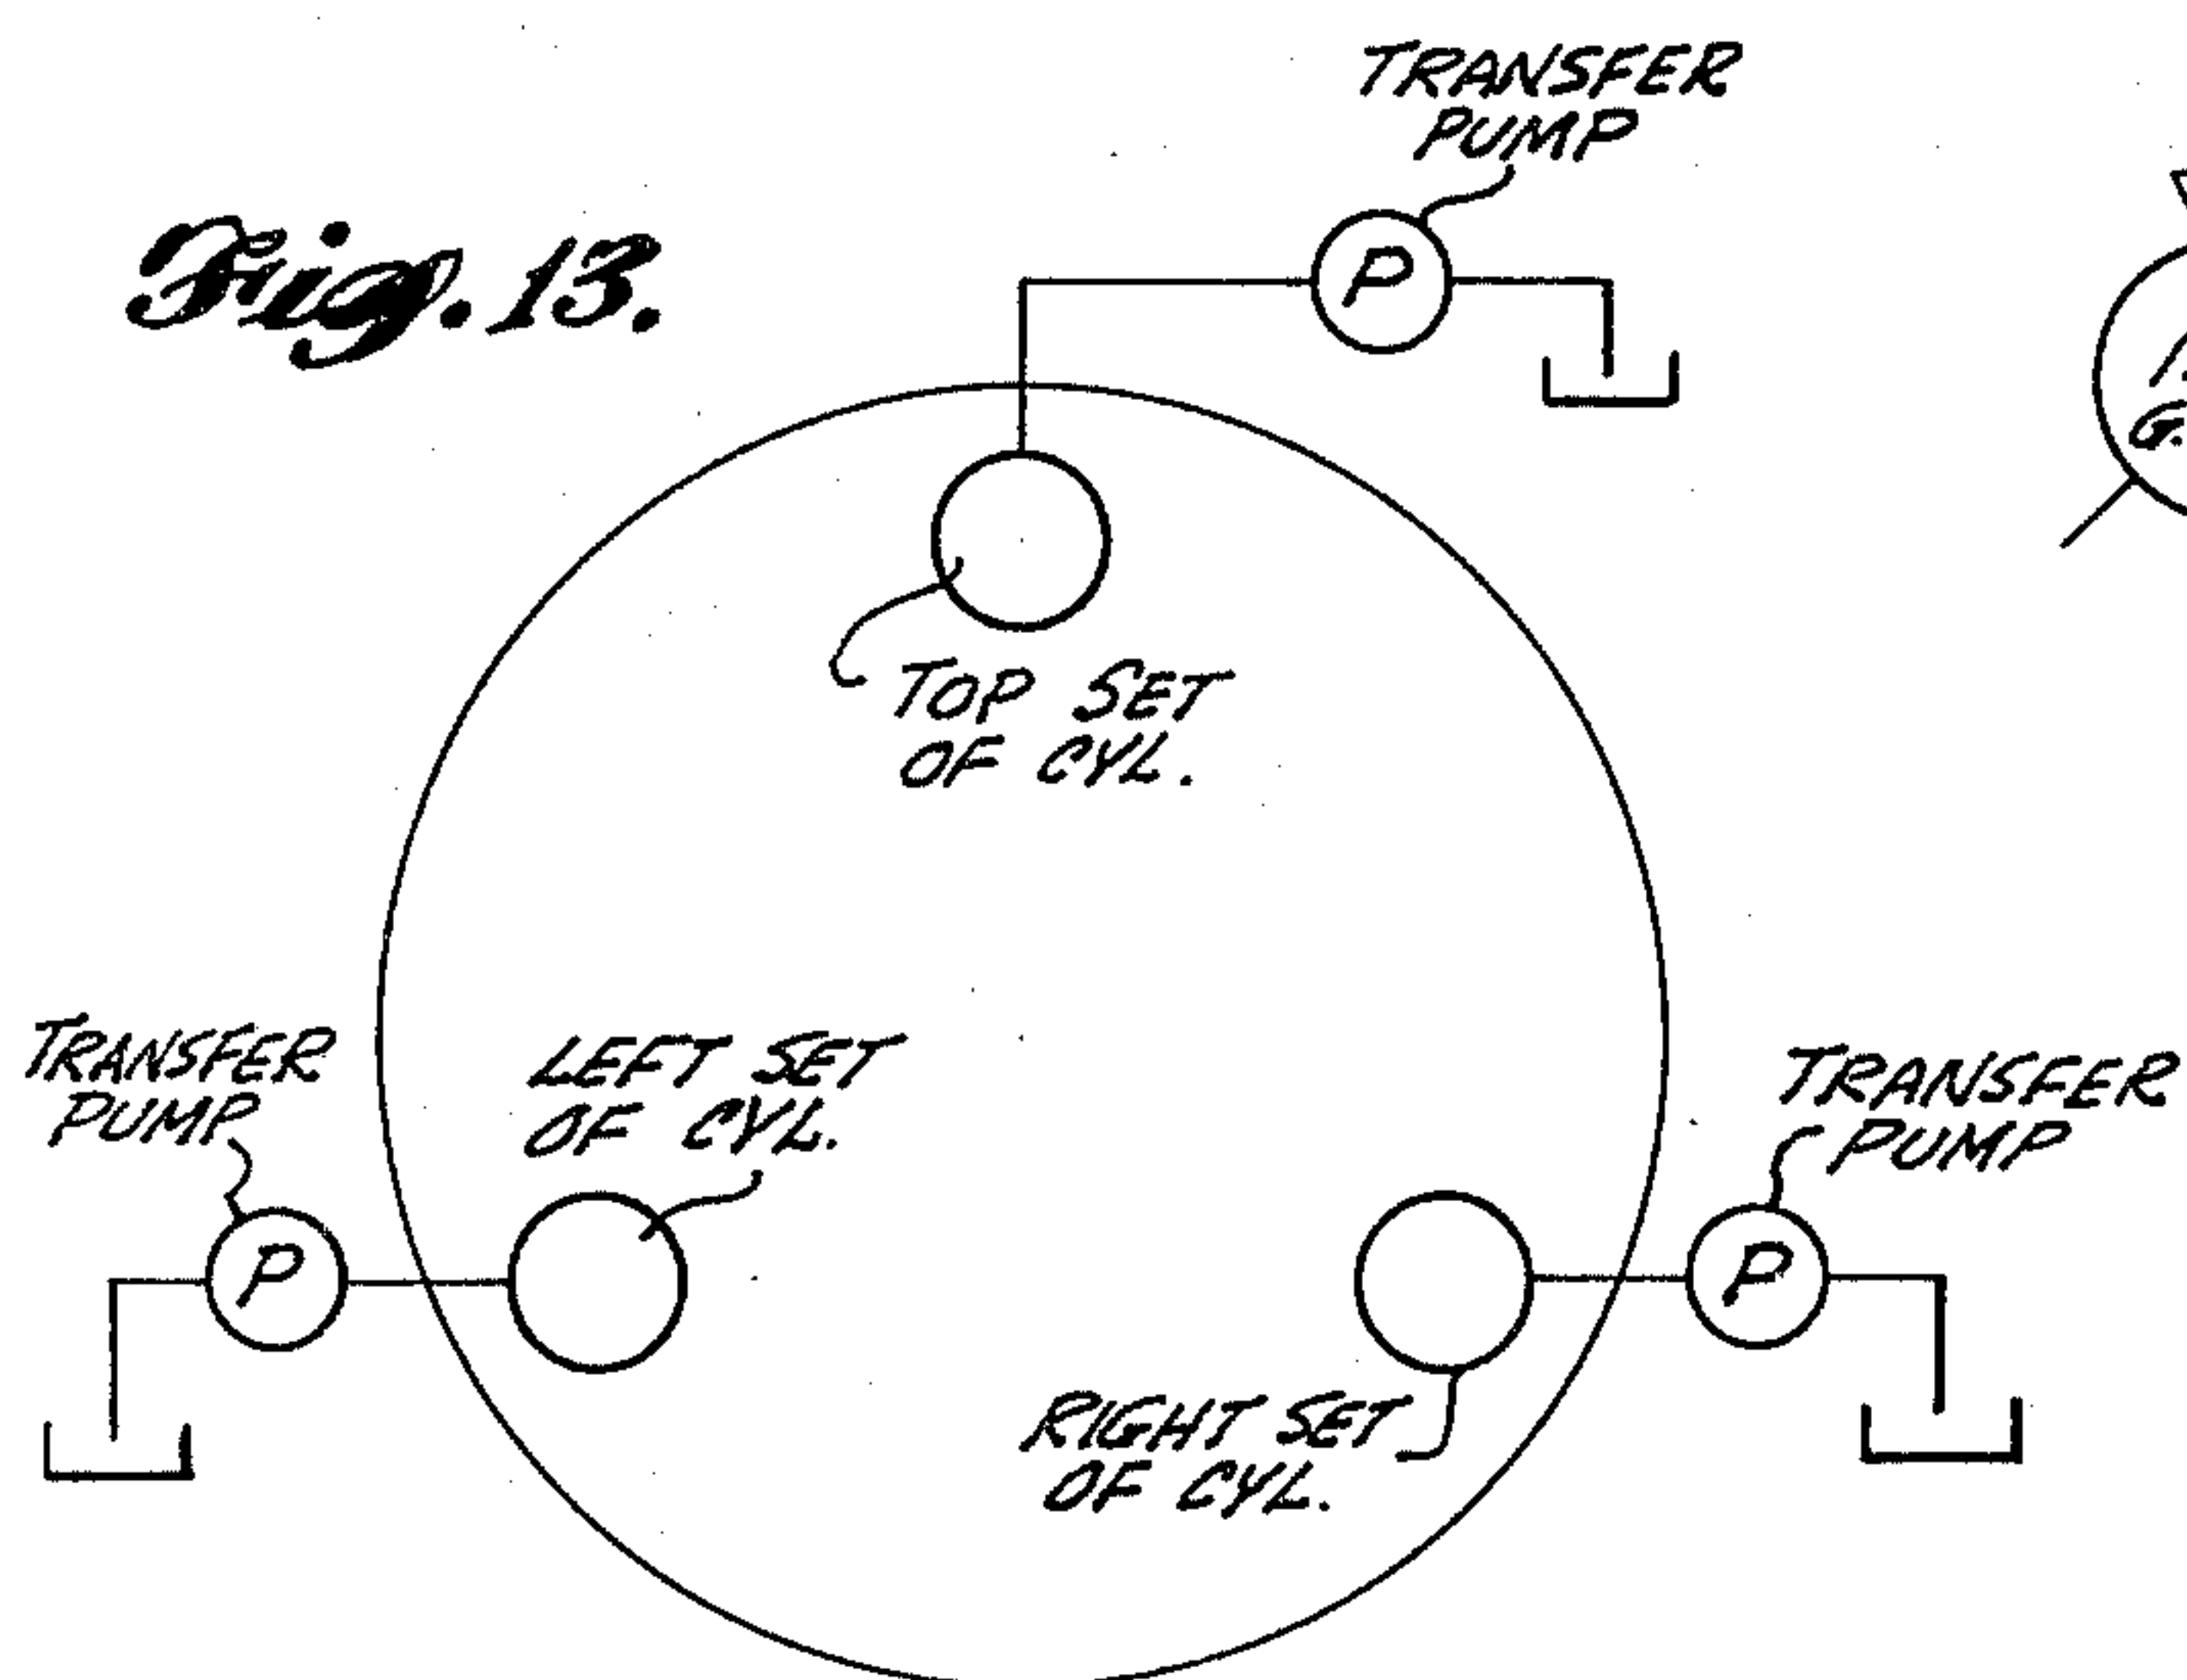 Fig. 13.
TRANSFER
PUMP
P
TOP SET
OF CYL.
TRANSFER
PUMP
P
LEFT SET
OF CYL.
TRANSFER
PUMP
P
RIGHT SET
OF CYL.
G.